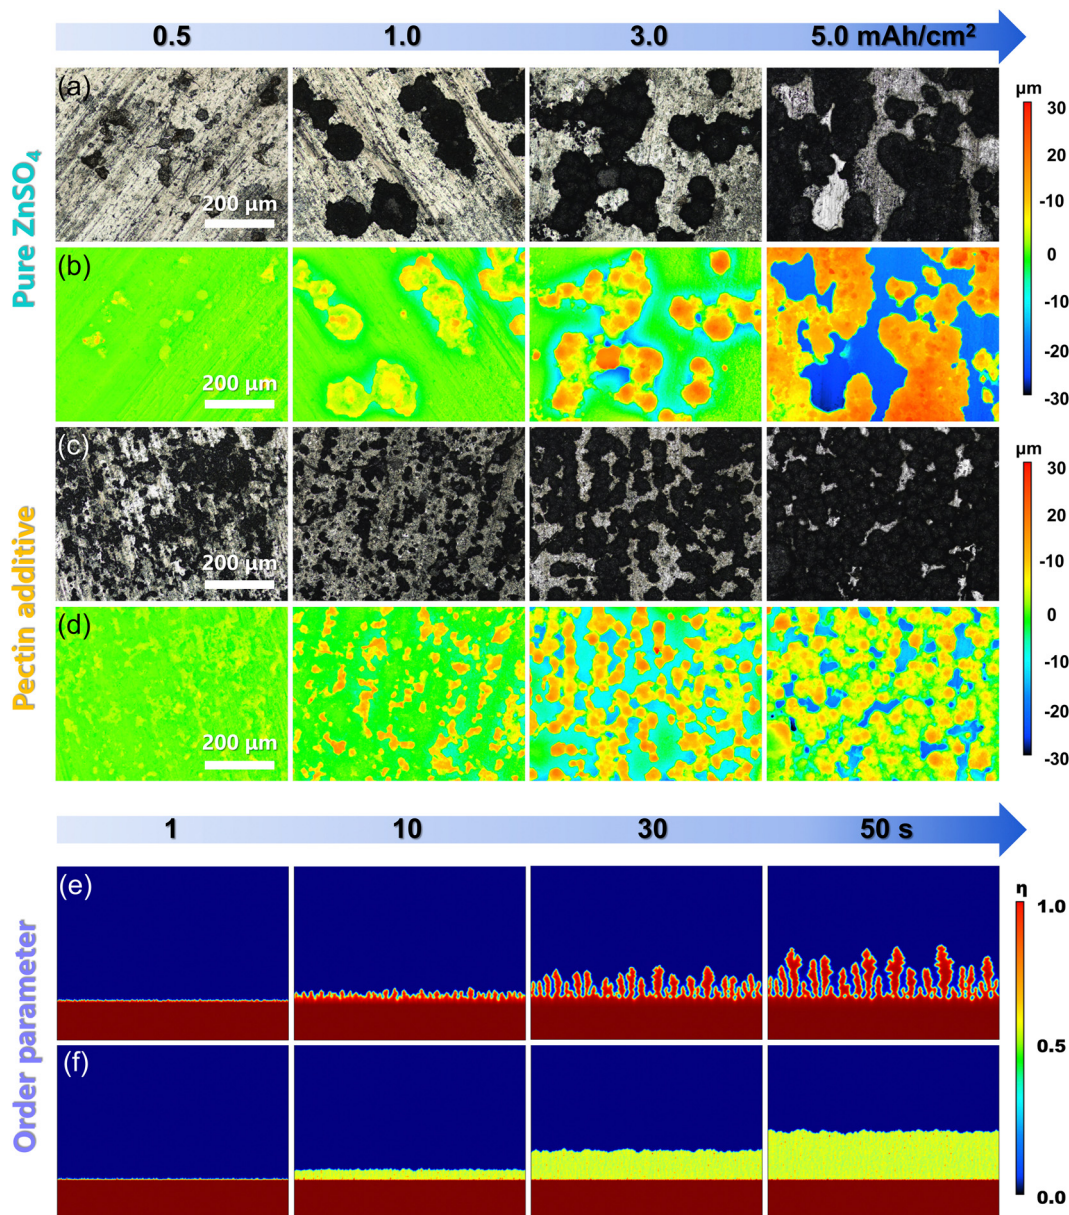 0.5 1.0 3.0 5.0 mAh/cm²
Pure ZnSO₄
(a)
200 µm
(b)
200 µm
µm
30
20
-10
0
-10
-20
-30
Pectin additive
(c)
200 µm
(d)
200 µm
µm
30
20
-10
0
-10
-20
-30
1 10 30 50 s
Order parameter
(e)
(f)
η
1.0
0.5
0.0